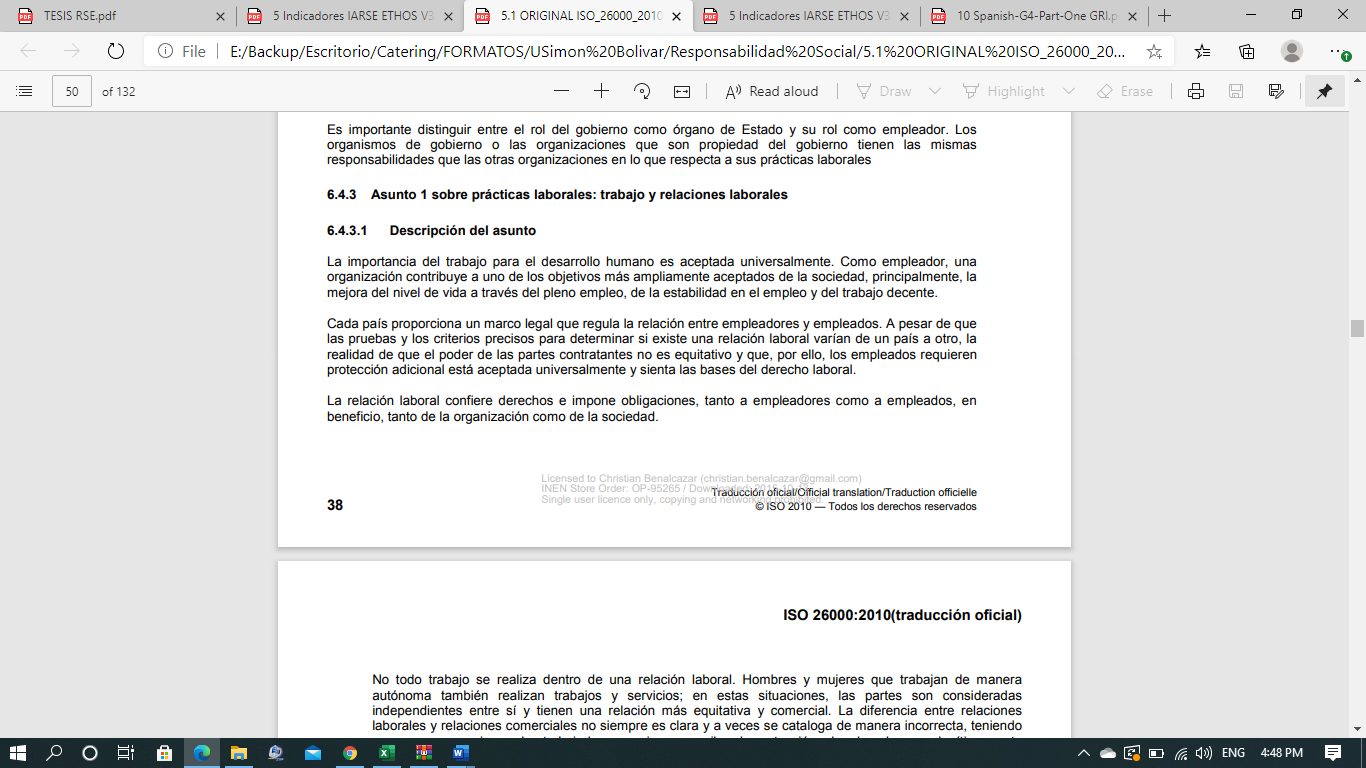 TESIS RSE.pdf
5 Indicadores IARSE ETHOS V3
5.1 ORIGINAL ISO_26000_2010
5 Indicadores IARSE ETHOS V3
10 Spanish-G4-Part-One GRI.p
File
E:/Backup/Escritorio/Catering/FORMATOS/USimon%20Bolivar/Responsabilidad%20Social/5.1%20ORIGINAL%20ISO_26000_20...
50 of 132
Read aloud
Draw
Highlight
Erase
Es importante distinguir entre el rol del gobierno como órgano de Estado y su rol como empleador. Los
organismos de gobierno o las organizaciones que son propiedad del gobierno tienen las mismas
responsabilidades que las otras organizaciones en lo que respecta a sus prácticas laborales
6.4.3 Asunto 1 sobre prácticas laborales: trabajo y relaciones laborales
6.4.3.1 Descripción del asunto
La importancia del trabajo para el desarrollo humano es aceptada universalmente. Como empleador, una
organización contribuye a uno de los objetivos más ampliamente aceptados de la sociedad, principalmente, la
mejora del nivel de vida a través del pleno empleo, de la estabilidad en el empleo y del trabajo decente.
Cada país proporciona un marco legal que regula la relación entre empleadores y empleados. A pesar de que
las pruebas y los criterios precisos para determinar si existe una relación laboral varían de un país a otro, la
realidad de que el poder de las partes contratantes no es equitativo y que, por ello, los empleados requieren
protección adicional está aceptada universalmente y sienta las bases del derecho laboral.
La relación laboral confiere derechos e impone obligaciones, tanto a empleadores como a empleados, en
beneficio, tanto de la organización como de la sociedad.
Licensed to Christian Benalcazar (christian.benalcazar@gmail.com)
INEN Store Order: OP-95265 / Downloaded:
Single user licence only, copying and networking prohibited.
Traducción oficial/Official translation/Traduction officielle
38
© ISO 2010 — Todos los derechos reservados
ISO 26000:2010(traducción oficial)
No todo trabajo se realiza dentro de una relación laboral. Hombres y mujeres que trabajan de manera
autónoma también realizan trabajos y servicios; en estas situaciones, las partes son consideradas
independientes entre sí y tienen una relación más equitativa y comercial. La diferencia entre relaciones
laborales y relaciones comerciales no siempre es clara y a veces se cataloga de manera incorrecta, teniendo
ENG
4:48 PM